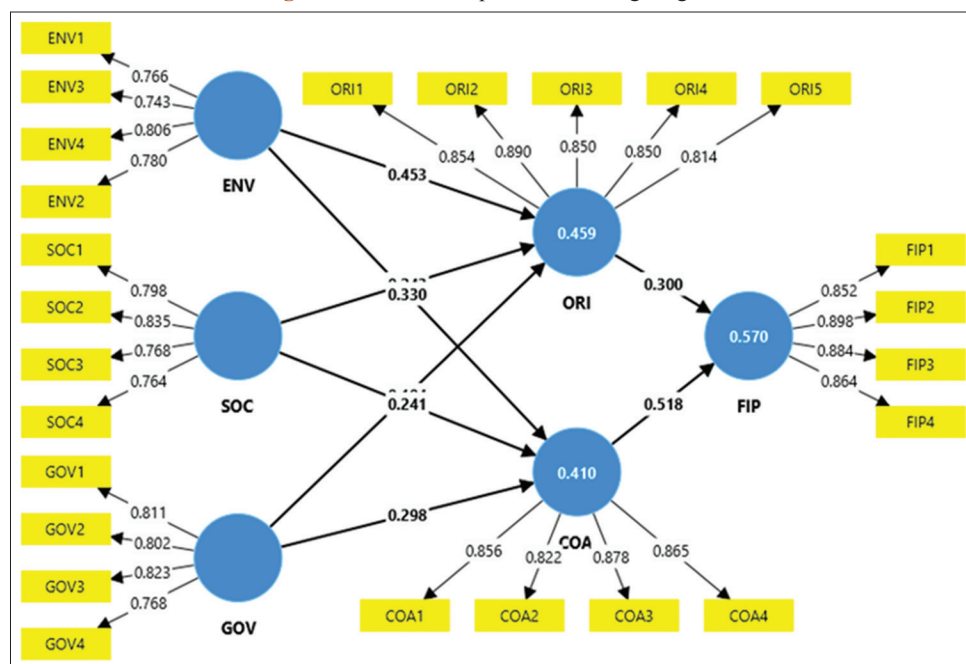 ENV1
0.766
ENV3
0.743
ENV4
0.806
ENV2
0.780
ENV
SOC1
0.798
SOC2
0.835
SOC3
0.768
SOC4
0.764
SOC
GOV1
0.811
GOV2
0.802
GOV3
0.823
GOV4
0.768
GOV
ORI1
ORI2
ORI3
ORI4
ORI5
0.854
0.890
0.850
0.850
0.814
0.453
0.330
0.241
0.298
0.459
ORI
0.300
0.410
COA
0.518
0.856
0.822
0.878
0.865
COA1
COA2
COA3
COA4
0.570
FIP
FIP1
0.852
FIP2
0.898
FIP3
0.884
FIP4
0.864